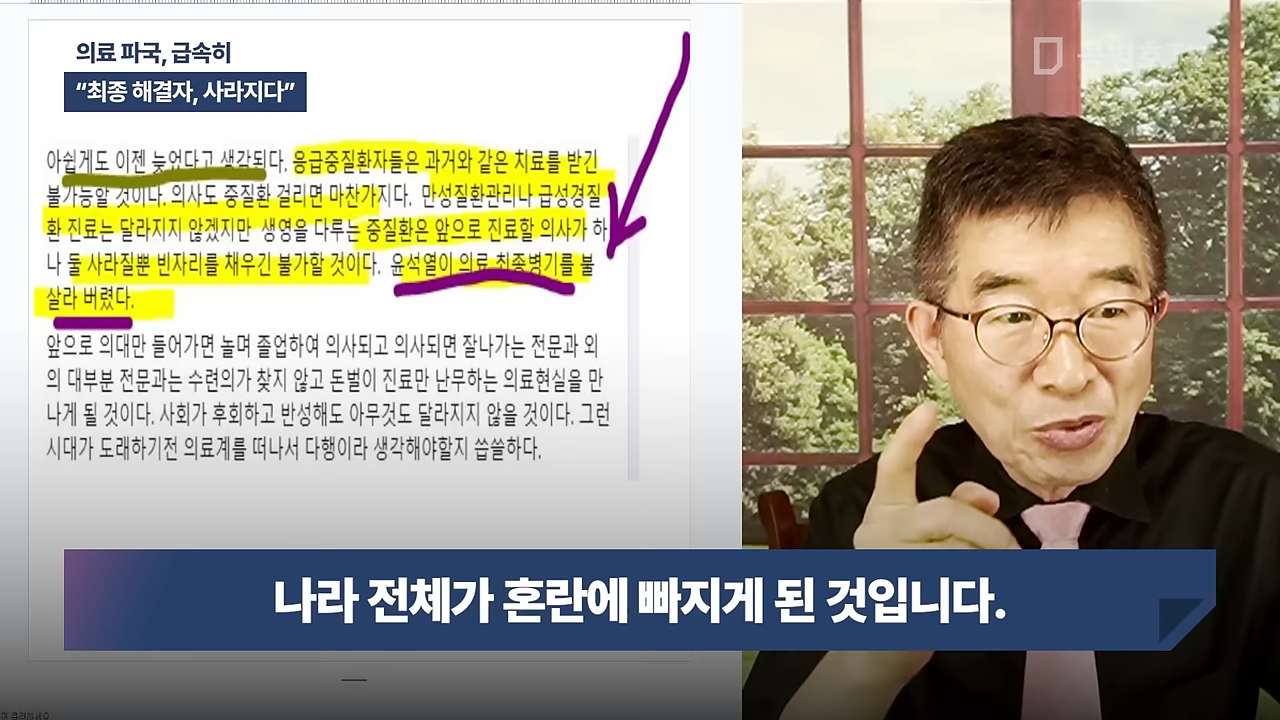 의료 파국, 급속히
“최종 해결자, 사라지다”
아쉽게도 이젠 늦었다고 생각된다. 응급중질환자들은 과거와 같은 치료를 받긴
불가능할 것이다. 의사도 중질환 걸리면 마찬가지다. 만성질환관리나 급성경질
환 진료는 달라지지 않겠지만 생영을 다루는 중질환은 앞으로 진료할 의사가 하
나 둘 사라질뿐 빈자리를 채우긴 불가할 것이다. 윤석열이 의료 최종병기를 불
살라 버렸다.
앞으로 의대만 들어가면 놀며 졸업하여 의사되고 의사되면 잘나가는 전문과 외
의 대부분 전문과는 수련의가 찾지 않고 돈벌이 진료만 난무하는 의료현실을 만
나게 될 것이다. 사회가 후회하고 반성해도 아무것도 달라지지 않을 것이다. 그런
시대가 도래하기전 의료계를 떠나서 다행이라 생각해야할지 씁쓸하다.
나라 전체가 혼란에 빠지게 된 것입니다.